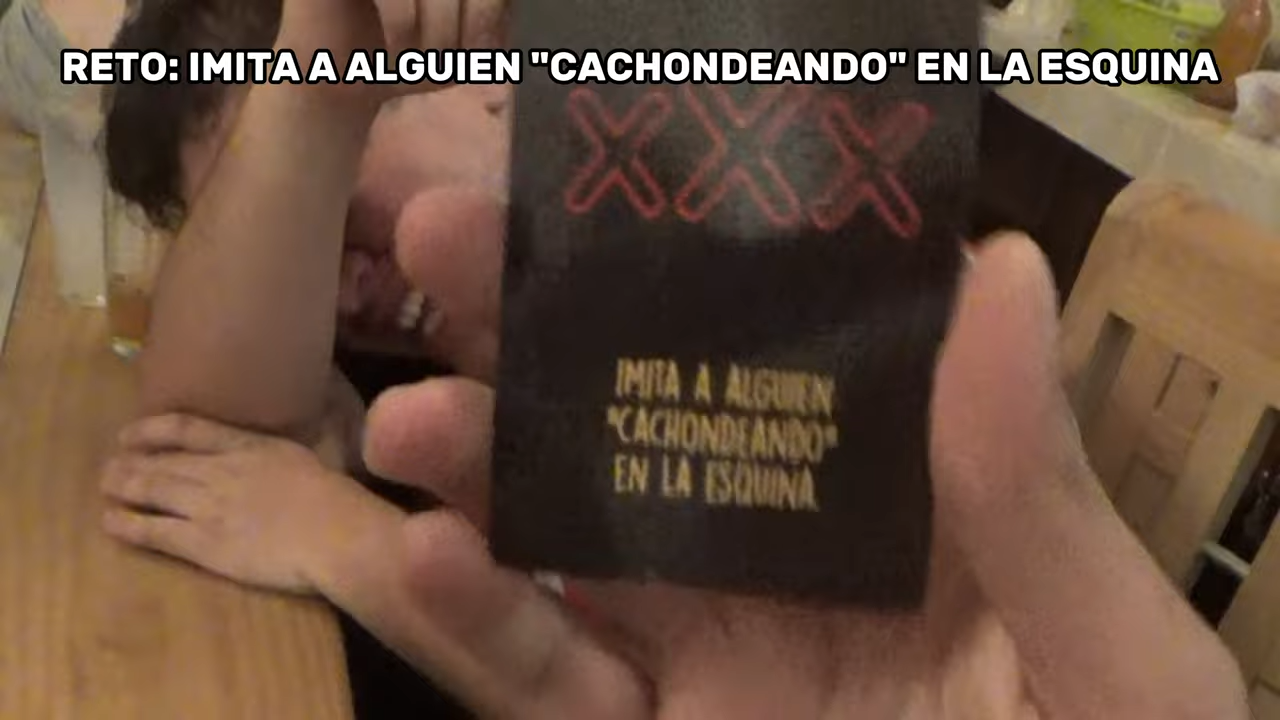 RETO: IMITA A ALGUIEN "CACHONDEANDO" EN LA ESQUINA
XXX
IMITA A ALGUIEN
"CACHONDEANDO"
EN LA ESQUINA